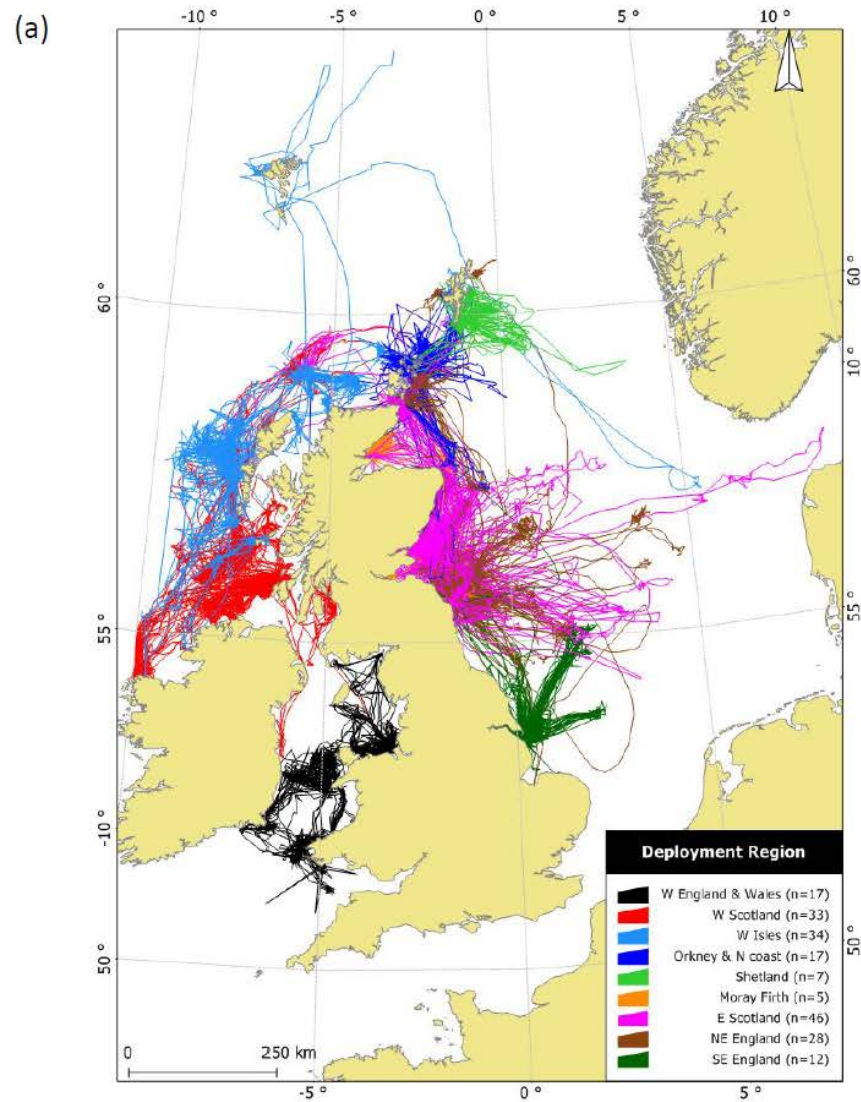 (a)
-10 °
-5 °
0 °
5 °
10 °
60 °
60 °
10 °
55 °
55 °
-10 °
50 °
50 °
Deployment Region
W England & Wales (n=17)
W Scotland (n=33)
W Isles (n=34)
Orkney & N coast (n=17)
Shetland (n=7)
Moray Firth (n=5)
E Scotland (n=46)
NE England (n=28)
SE England (n=12)
0 250 km
-5 °
0 °
5 °